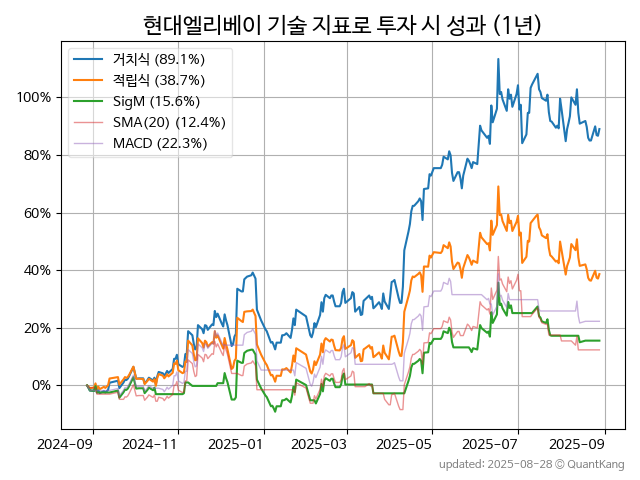 현대엘리베이 기술 지표로 투자 시 성과 (1년)
거치식 (89.1%)
적립식 (38.7%)
SigM (15.6%)
SMA(20) (12.4%)
MACD (22.3%)
100%
80%
60%
40%
20%
0%
2024-09 2024-11 2025-01 2025-03 2025-05 2025-07 2025-09
updated: 2025-08-28 © QuantKang